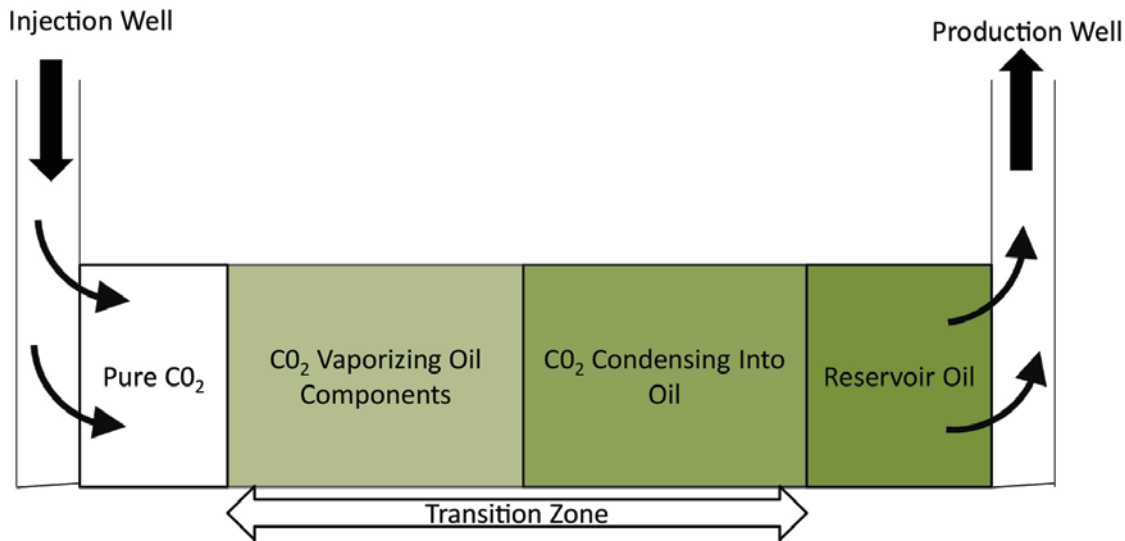 Injection Well
Production Well
Pure C0₂
C0₂ Vaporizing Oil
Components
C0₂ Condensing Into
Oil
Reservoir Oil
Transition Zone